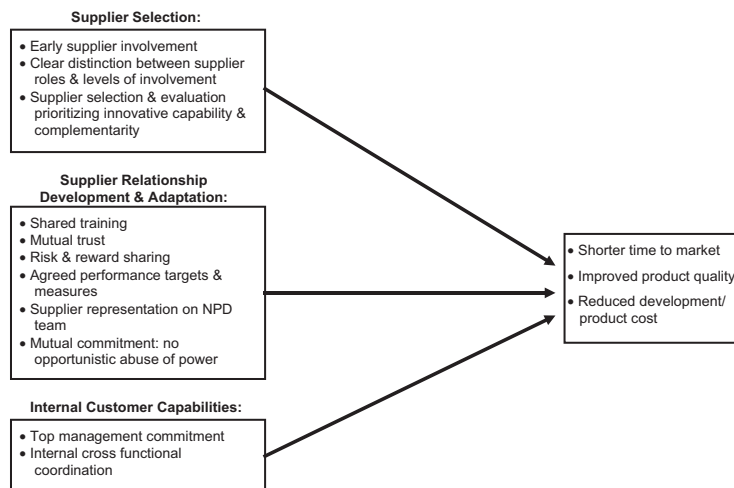 Supplier Selection:
• Early supplier involvement
• Clear distinction between supplier
roles & levels of involvement
• Supplier selection & evaluation
prioritizing innovative capability &
complementarity
Supplier Relationship
Development & Adaptation:
• Shared training
• Mutual trust
• Risk & reward sharing
• Agreed performance targets &
measures
• Supplier representation on NPD
team
• Mutual commitment: no
opportunistic abuse of power
Internal Customer Capabilities:
• Top management commitment
• Internal cross functional
coordination
• Shorter time to market
• Improved product quality
• Reduced development/
product cost